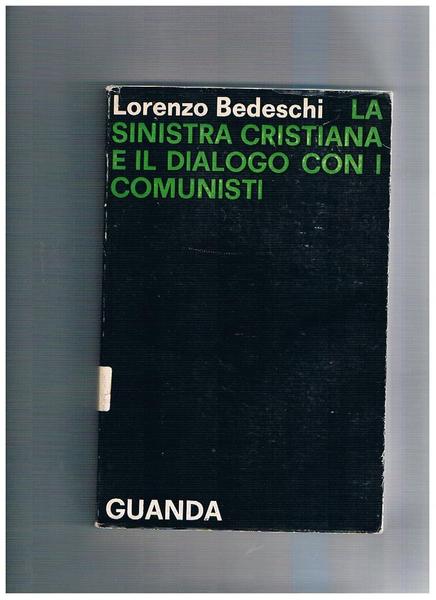 Lorenzo Bedeschi LA
SINISTRA CRISTIANA
E IL DIALOGO CON I
COMUNISTI
GUANDA